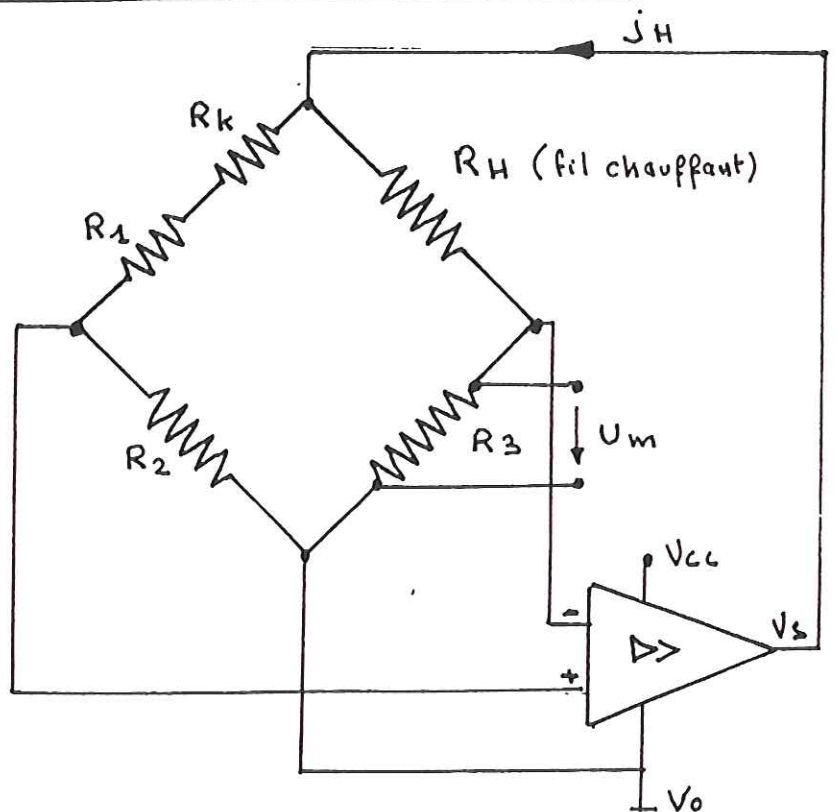 jH
Rk
RH (fil chauffant)
R1
R2
R3
Um
Vcc
-
Vs
+
V0